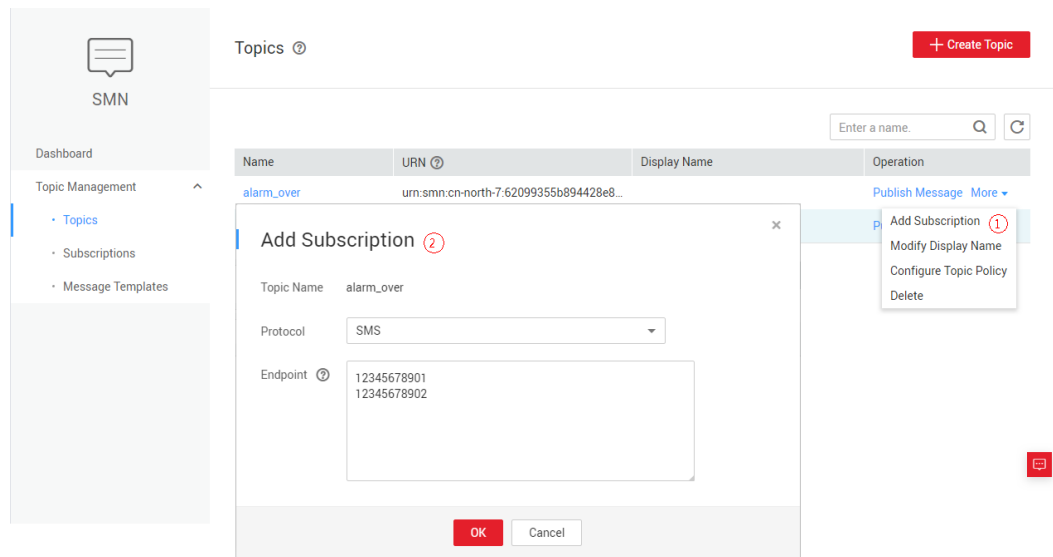 Topics ?
+ Create Topic
SMN
Enter a name.
Dashboard
Name URN ? Display Name Operation
Topic Management
alarm_over urn:smn:cn-north-7:62099355b894428e8... Publish Message More
Topics
Add Subscription 1
Modify Display Name
Configure Topic Policy
Delete
Subscriptions
Message Templates
Add Subscription 2 ×
Topic Name alarm_over
Protocol SMS
Endpoint ? 12345678901
12345678902
OK Cancel